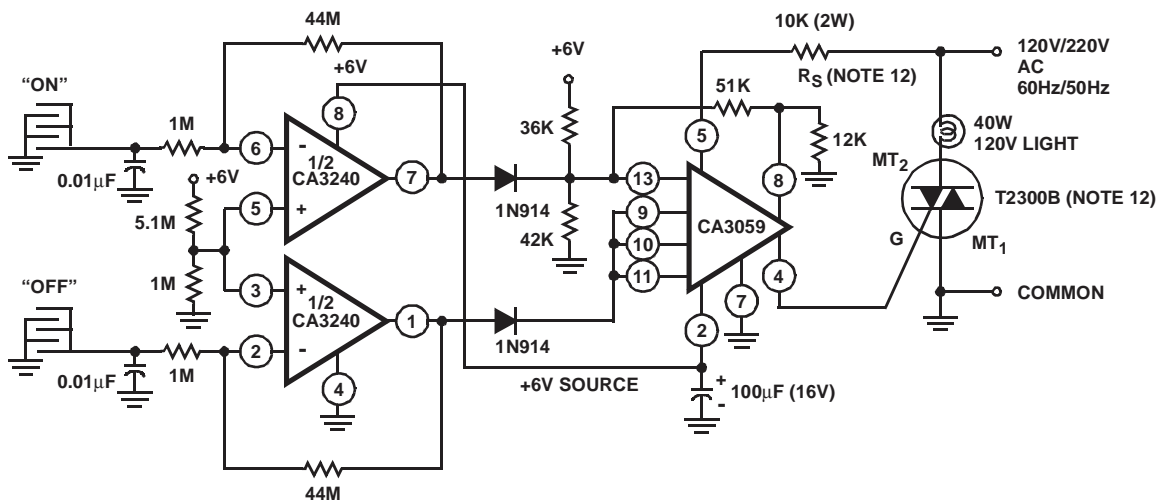 44M
+6V
10K (2W)
120V/220V
AC
60Hz/50Hz
RS (NOTE 12)
“ON”
+6V
51K
8
36K
5
40W
120V LIGHT
1M
6
-
1/2
CA3240
7
12K
MT2
0.01μF
+6V
13
8
T2300B (NOTE 12)
5
+
1N914
9
CA3059
5.1M
42K
10
G
MT1
11
4
“OFF”
1M
3
+
1/2
CA3240
1
7
COMMON
2
-
1N914
2
0.01μF
1M
4
+6V SOURCE
+
-
100μF (16V)
44M